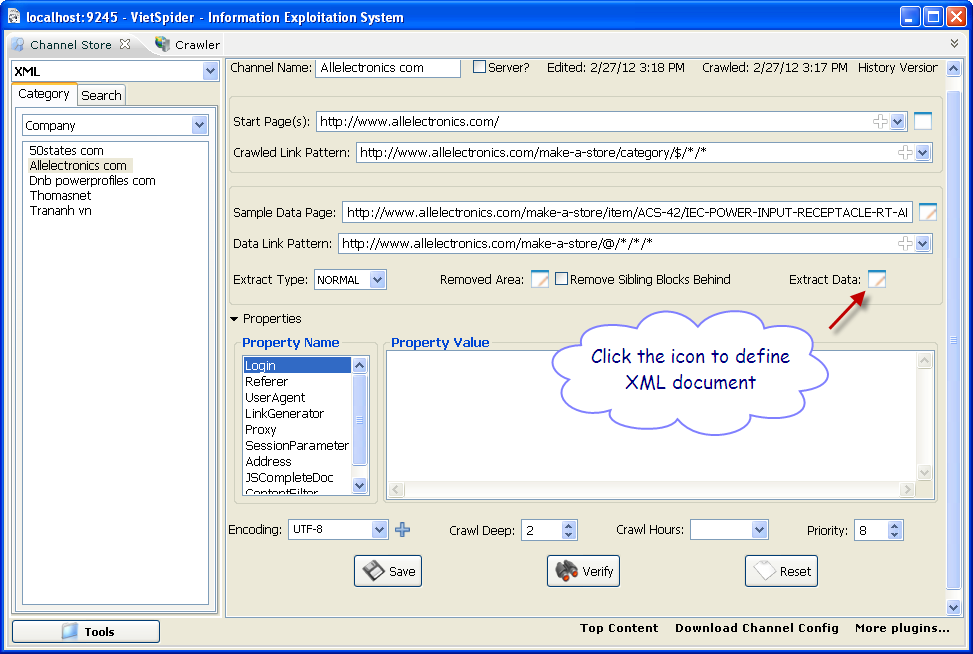 localhost:9245 - VietSpider - Information Exploitation System
Channel Store Crawler
XML
Category Search
Company
50states com
Allelectronics com
Dnb powerprofiles com
Thomasnet
Trananh vn
Tools
Channel Name: Allelectronics com Server? Edited: 2/27/12 3:18 PM Crawled: 2/27/12 3:17 PM History Version
Start Page(s): http://www.allelectronics.com/
Crawled Link Pattern: http://www.allelectronics.com/make-a-store/category/$/*/*
Sample Data Page: http://www.allelectronics.com/make-a-store/item/ACS-42/IEC-POWER-INPUT-RECEPTACLE-RT-AI
Data Link Pattern: http://www.allelectronics.com/make-a-store/@/*/*/*
Extract Type: NORMAL Removed Area: Remove Sibling Blocks Behind Extract Data:
Properties
Property Name
Login
Referer
UserAgent
LinkGenerator
Proxy
SessionParameter
Address
JSCompleteDoc
ContentFilter
Property Value
Click the icon to define
XML document
Encoding: UTF-8 Crawl Deep: 2 Crawl Hours: Priority: 8
Save Verify Reset
Top Content Download Channel Config More plugins...